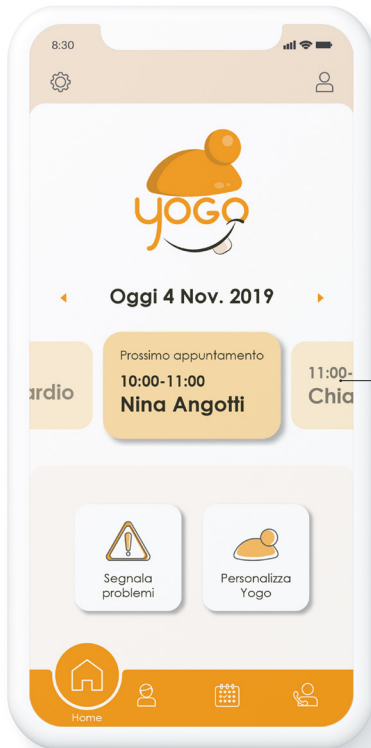 8:30
yogo
Oggi 4 Nov. 2019
ardio
Prossimo appuntamento
10:00-11:00
Nina Angotti
11:00-
Chia
Segnala
problemi
Personalizza
Yogo
Home